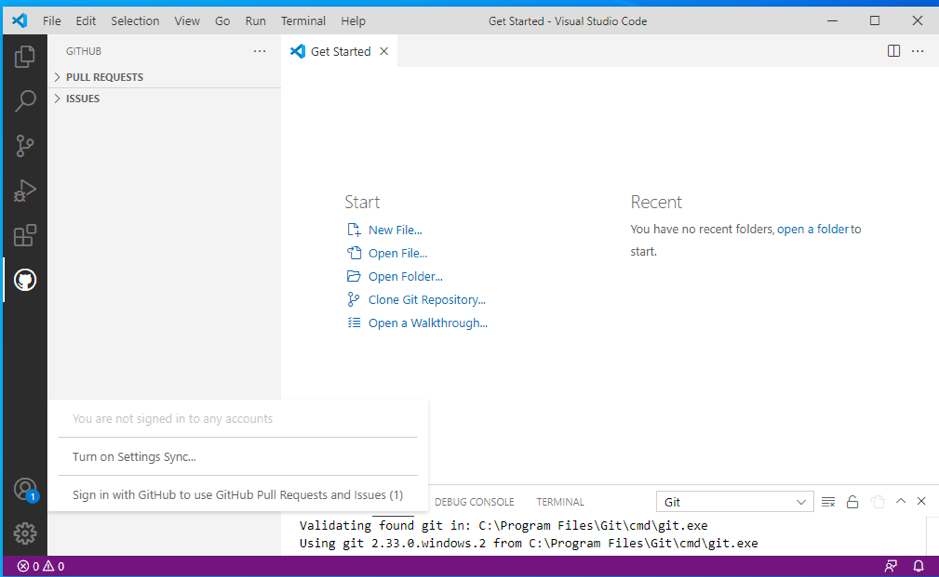 File Edit Selection View Go Run Terminal Help Get Started - Visual Studio Code
GITHUB
Get Started
PULL REQUESTS
ISSUES
Start
New File...
Open File...
Open Folder...
Clone Git Repository...
Open a Walkthrough...
Recent
You have no recent folders, open a folder to
start.
You are not signed in to any accounts
Turn on Settings Sync...
Sign in with GitHub to use GitHub Pull Requests and Issues (1)
1
DEBUG CONSOLE TERMINAL Git
Validating found git in: C:\Program Files\Git\cmd\git.exe
Using git 2.33.0.windows.2 from C:\Program Files\Git\cmd\git.exe
0 0